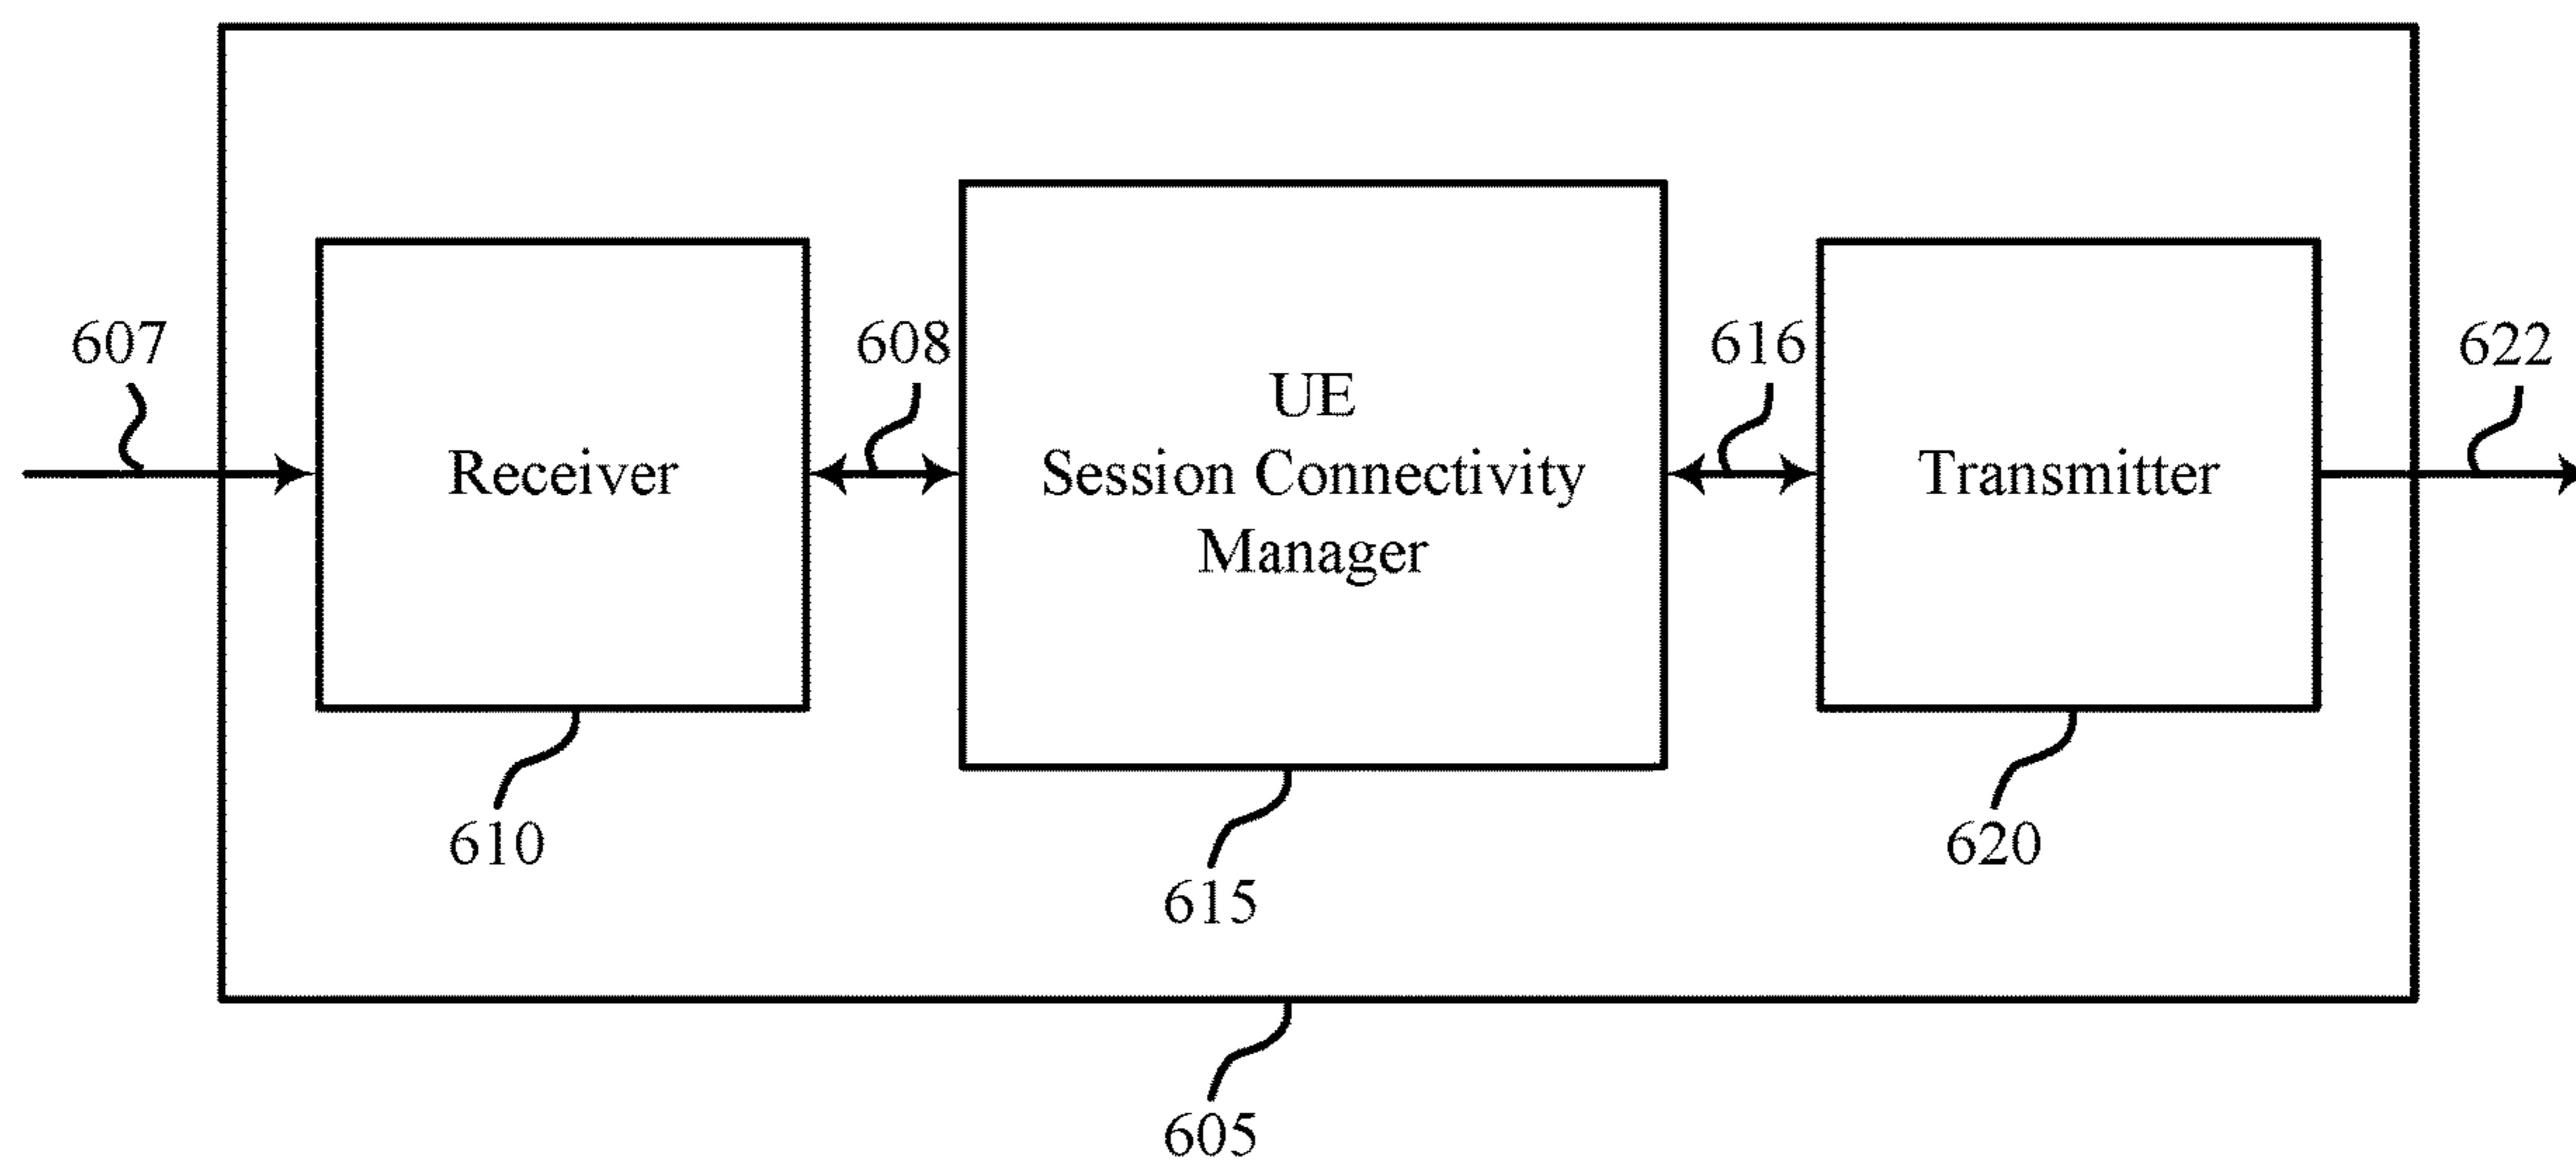 607
608
616
622
Receiver
UE
Session Connectivity
Manager
Transmitter
610
615
620
605